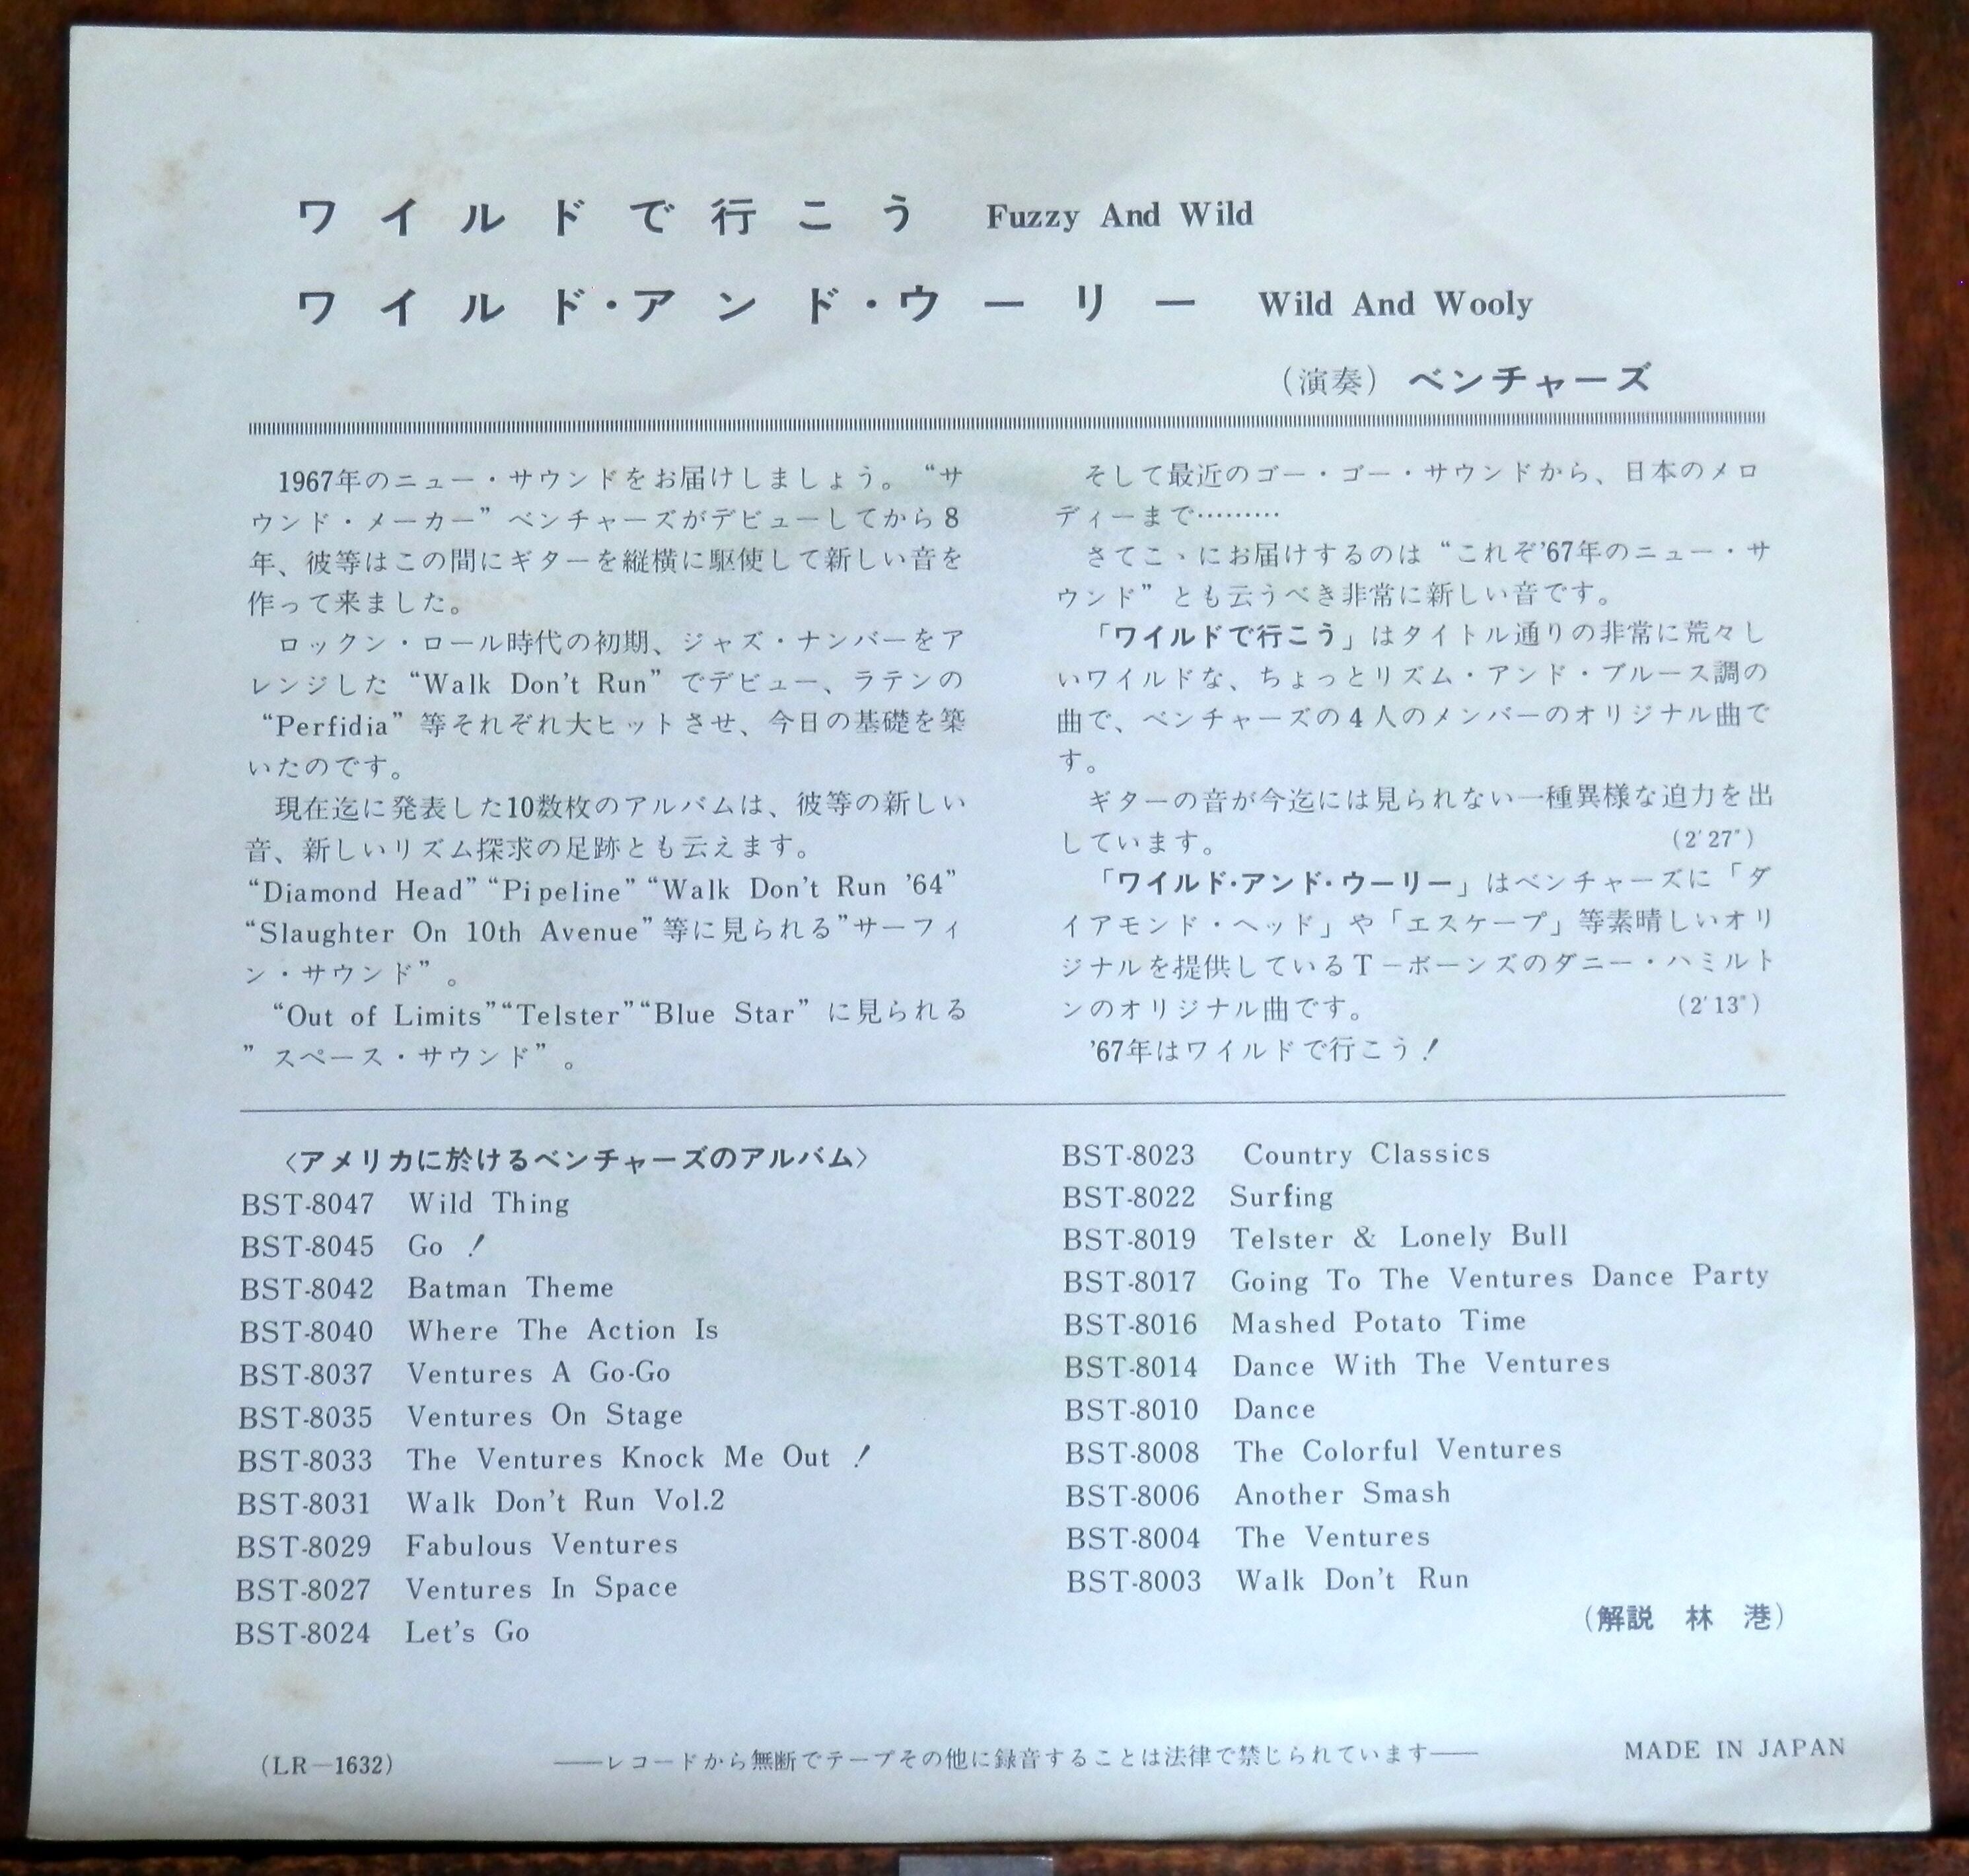 ワイルドで行こう Fuzzy And Wild
ワイルド・アンド・ウーリー Wild And Wooly
(演奏) ベンチャーズ
1967年のニュー・サウンドをお届けしましょう。“サ
ウンド・メーカー”ベンチャーズがデビューしてから8
年、彼等はこの間にギターを縦横に駆使して新しい音を
作って来ました。
ロックン・ロール時代の初期、ジャズ・ナンバーをア
レンジした“Walk Don't Run”でデビュー、ラテンの
“Perfidia”等それぞれ大ヒットさせ、今日の基礎を築
いたのです。
現在迄に発表した10数枚のアルバムは、彼等の新しい
音、新しいリズム探求の足跡とも云えます。
“Diamond Head”“Pipeline”“Walk Don't Run '64”
“Slaughter On 10th Avenue”等に見られる”サーフィ
ン・サウンド”。
“Out of Limits”“Telster”“Blue Star”に見られる
”スペース・サウンド”。
そして最近のゴー・ゴー・サウンドから、日本のメロ
ディーまで………
さてこゝにお届けするのは“これぞ'67年のニュー・サ
ウンド”とも云うべき非常に新しい音です。
「ワイルドで行こう」はタイトル通りの非常に荒々し
いワイルドな、ちょっとリズム・アンド・ブルース調の
曲で、ベンチャーズの4人のメンバーのオリジナル曲で
す。
ギターの音が今迄には見られない一種異様な迫力を出
しています。 (2'27")
「ワイルド・アンド・ウーリー」はベンチャーズに「ダ
イアモンド・ヘッド」や「エスケープ」等素晴しいオリ
ジナルを提供しているT－ボーンズのダニー・ハミルト
ンのオリジナル曲です。 (2'13")
'67年はワイルドで行こう！
〈アメリカに於けるベンチャーズのアルバム〉
BST-8047 Wild Thing
BST-8045 Go !
BST-8042 Batman Theme
BST-8040 Where The Action Is
BST-8037 Ventures A Go-Go
BST-8035 Ventures On Stage
BST-8033 The Ventures Knock Me Out !
BST-8031 Walk Don't Run Vol.2
BST-8029 Fabulous Ventures
BST-8027 Ventures In Space
BST-8024 Let's Go
BST-8023 Country Classics
BST-8022 Surfing
BST-8019 Telster & Lonely Bull
BST-8017 Going To The Ventures Dance Party
BST-8016 Mashed Potato Time
BST-8014 Dance With The Ventures
BST-8010 Dance
BST-8008 The Colorful Ventures
BST-8006 Another Smash
BST-8004 The Ventures
BST-8003 Walk Don't Run
(解説 林 港)
(LR－1632) ――レコードから無断でテープその他に録音することは法律で禁じられています―― MADE IN JAPAN